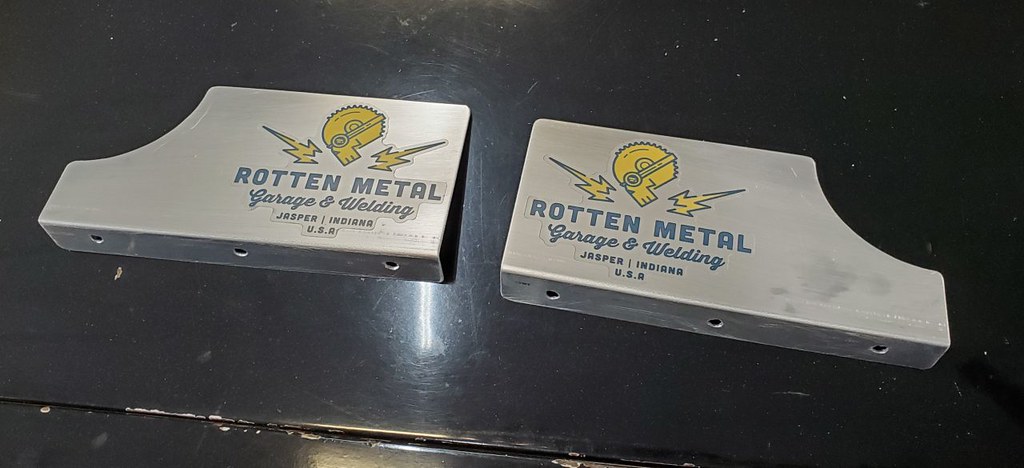 ROTTEN METAL
Garage & Welding
JASPER | INDIANA
U.S.A
ROTTEN METAL
Garage & Welding
JASPER | INDIANA
U.S.A